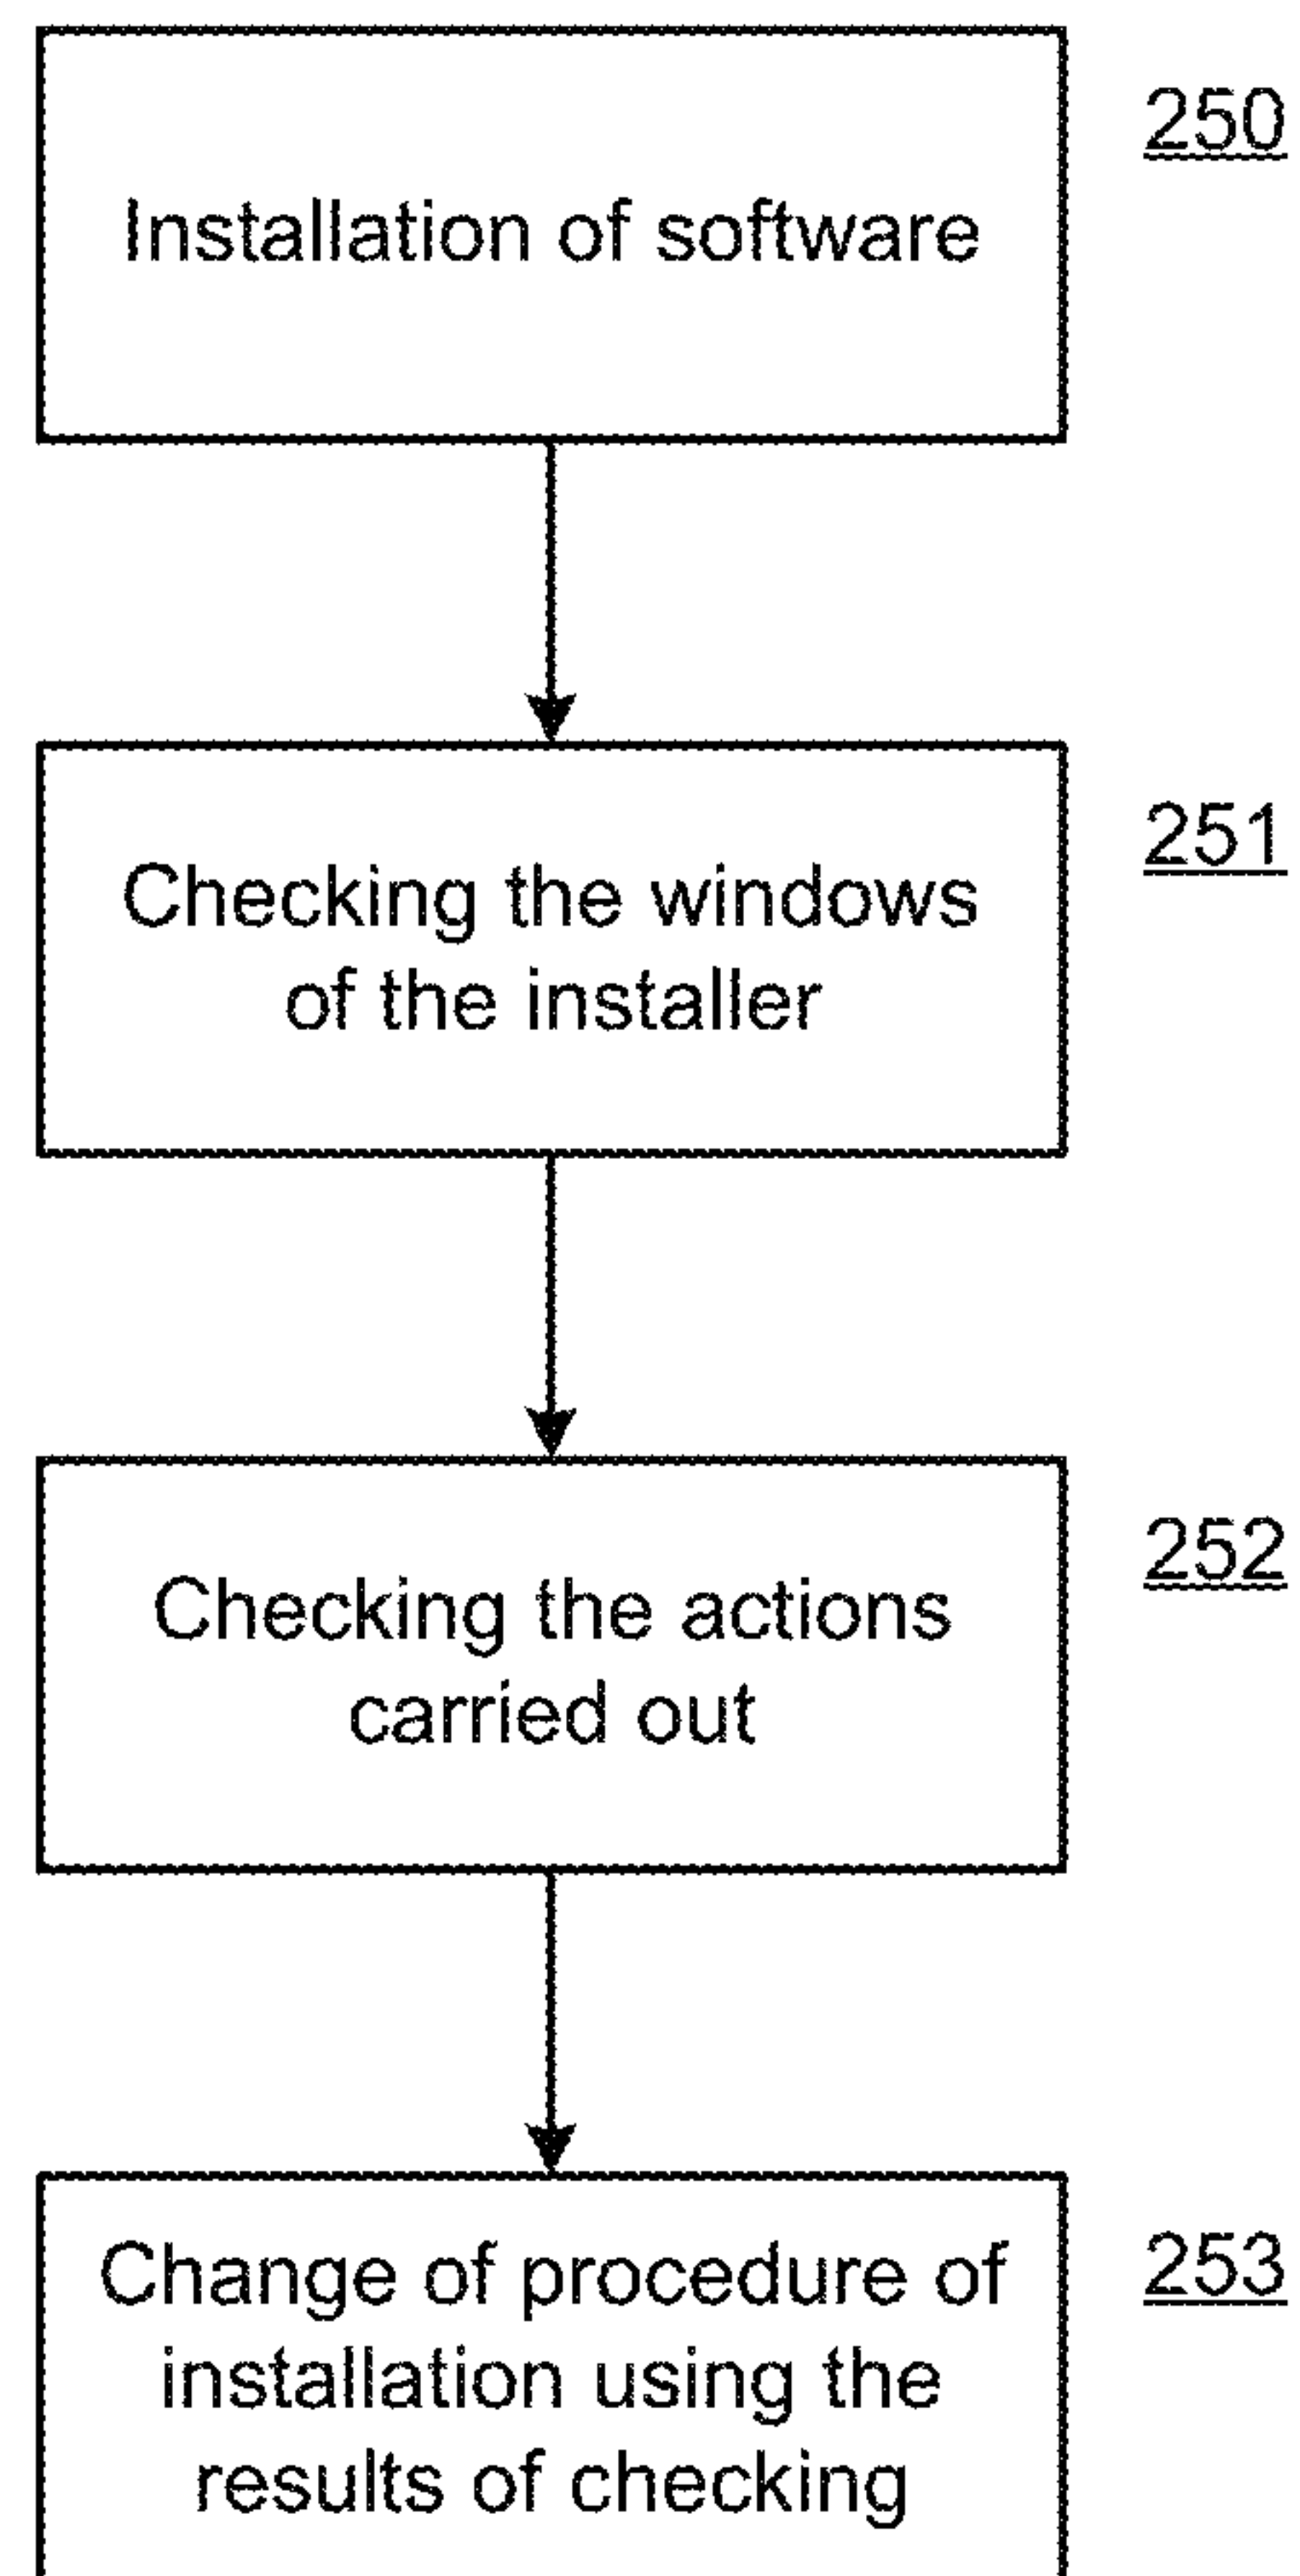 250
Installation of software
251
Checking the windows
of the installer
252
Checking the actions
carried out
253
Change of procedure of
installation using the
results of checking